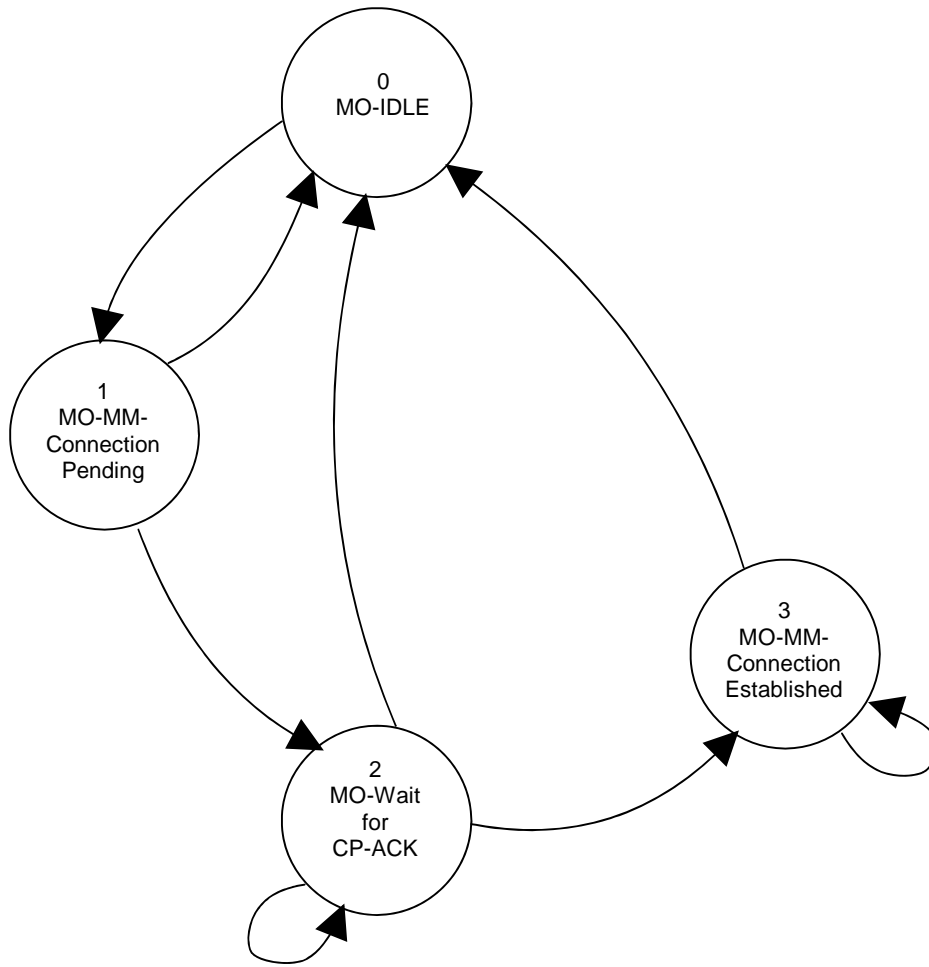 0
MO-IDLE
1
MO-MM-
Connection
Pending
3
MO-MM-
Connection
Established
2
MO-Wait
for
CP-ACK